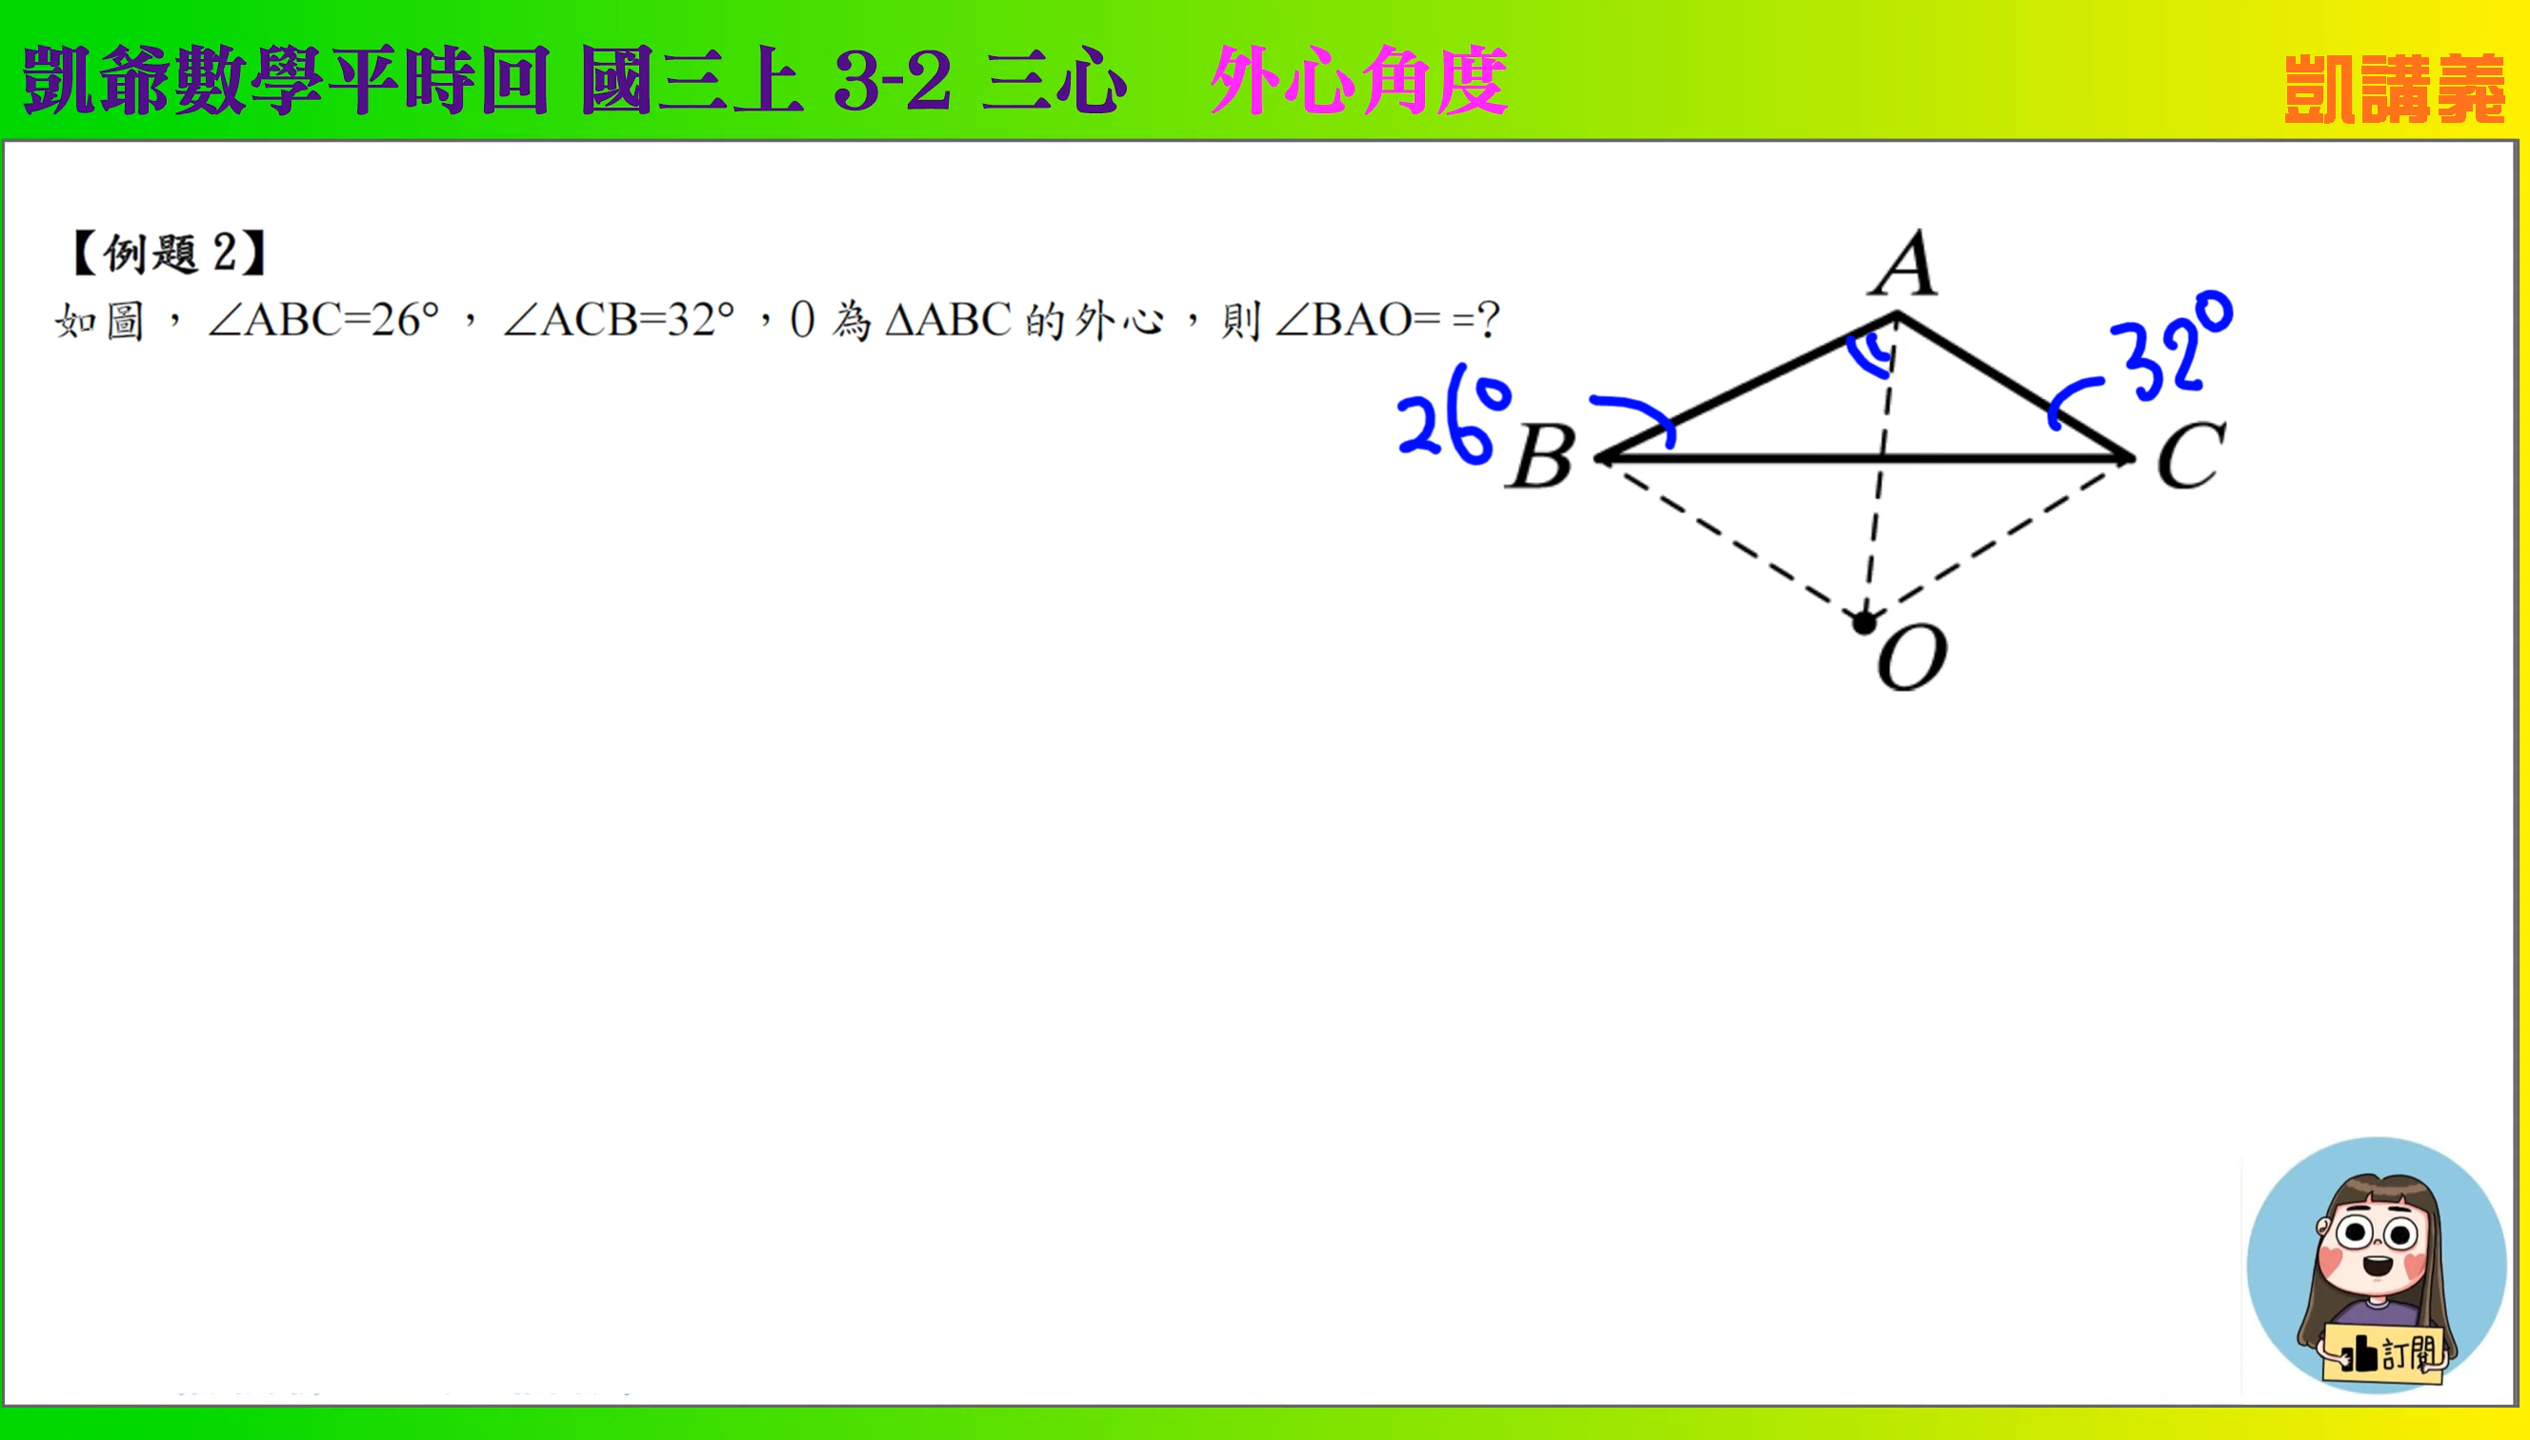 凱爺數學平時回 國三上 3-2 三心 外心角度
凱講義
【例題 2】
如圖，∠ABC=26°，∠ACB=32°，O 為 ΔABC 的外心，則∠BAO= =?
A
32°
26°
B
C
O
訂閱